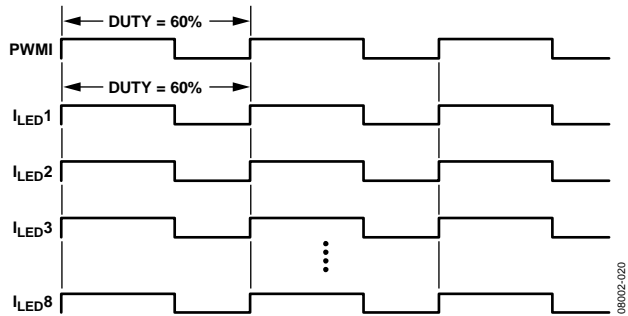 DUTY = 60%
PWMI
DUTY = 60%
ILED1
ILED2
ILED3
ILED8
08002-020